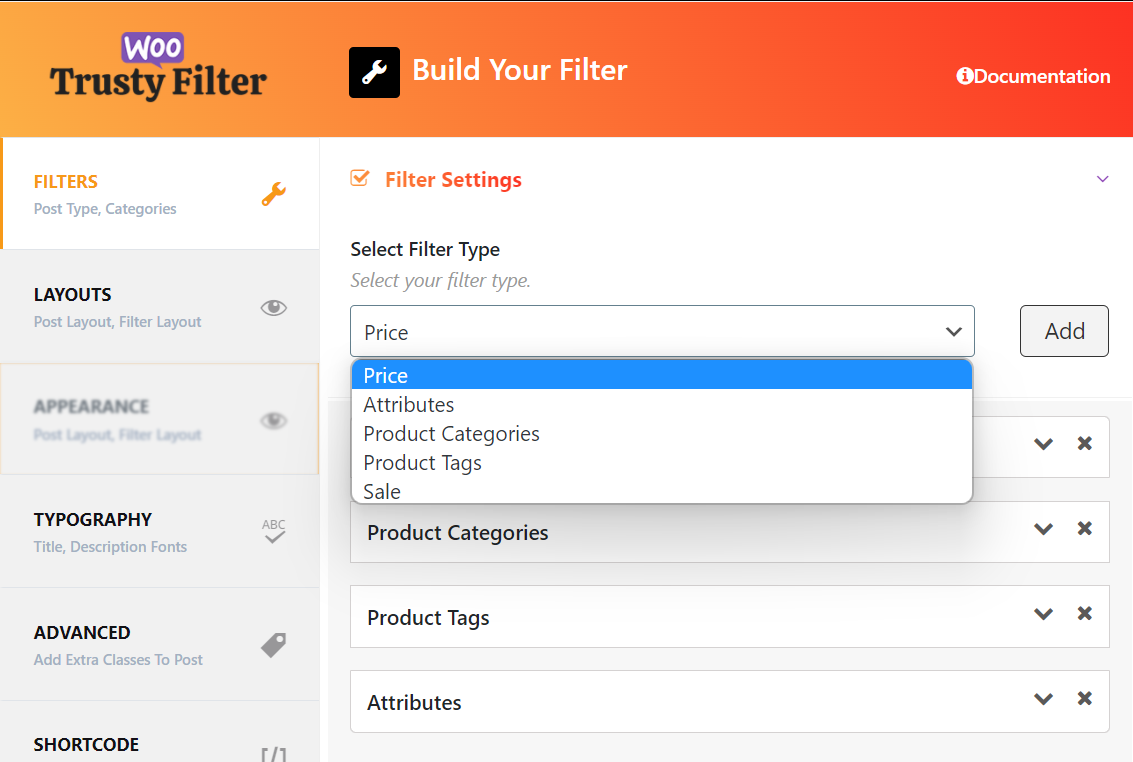 WOO
Trusty Filter
Build Your Filter
Documentation
FILTERS
Post Type, Categories
LAYOUTS
Post Layout, Filter Layout
APPEARANCE
Post Layout, Filter Layout
TYPOGRAPHY
Title, Description Fonts
ABC
ADVANCED
Add Extra Classes To Post
SHORTCODE
[/]
Filter Settings
Select Filter Type
Select your filter type.
Price
Add
Price
Attributes
Product Categories
Product Tags
Sale
Product Categories
Product Tags
Attributes